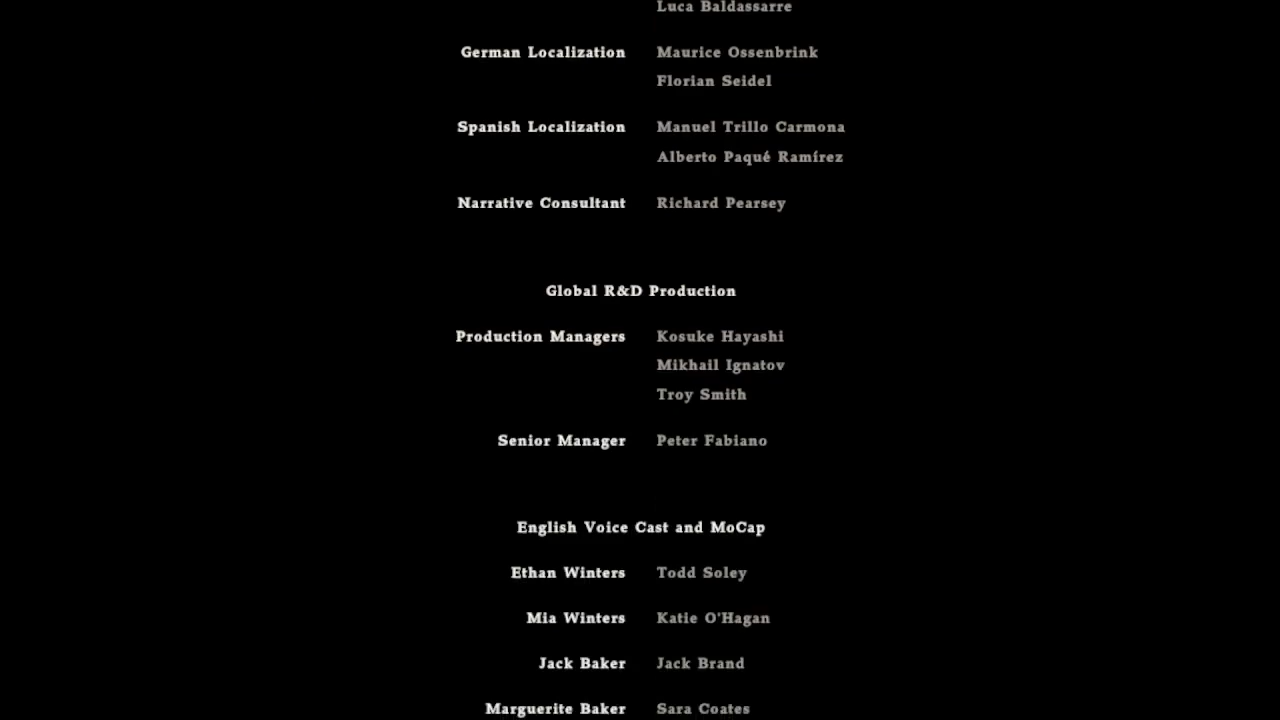 Luca Baldassarre
German Localization Maurice Ossenbrink
Florian Seidel
Spanish Localization Manuel Trillo Carmona
Alberto Paqué Ramírez
Narrative Consultant Richard Pearsey
Global R&D Production
Production Managers Kosuke Hayashi
Mikhail Ignatov
Troy Smith
Senior Manager Peter Fabiano
English Voice Cast and MoCap
Ethan Winters Todd Soley
Mia Winters Katie O'Hagan
Jack Baker Jack Brand
Marguerite Baker Sara Coates